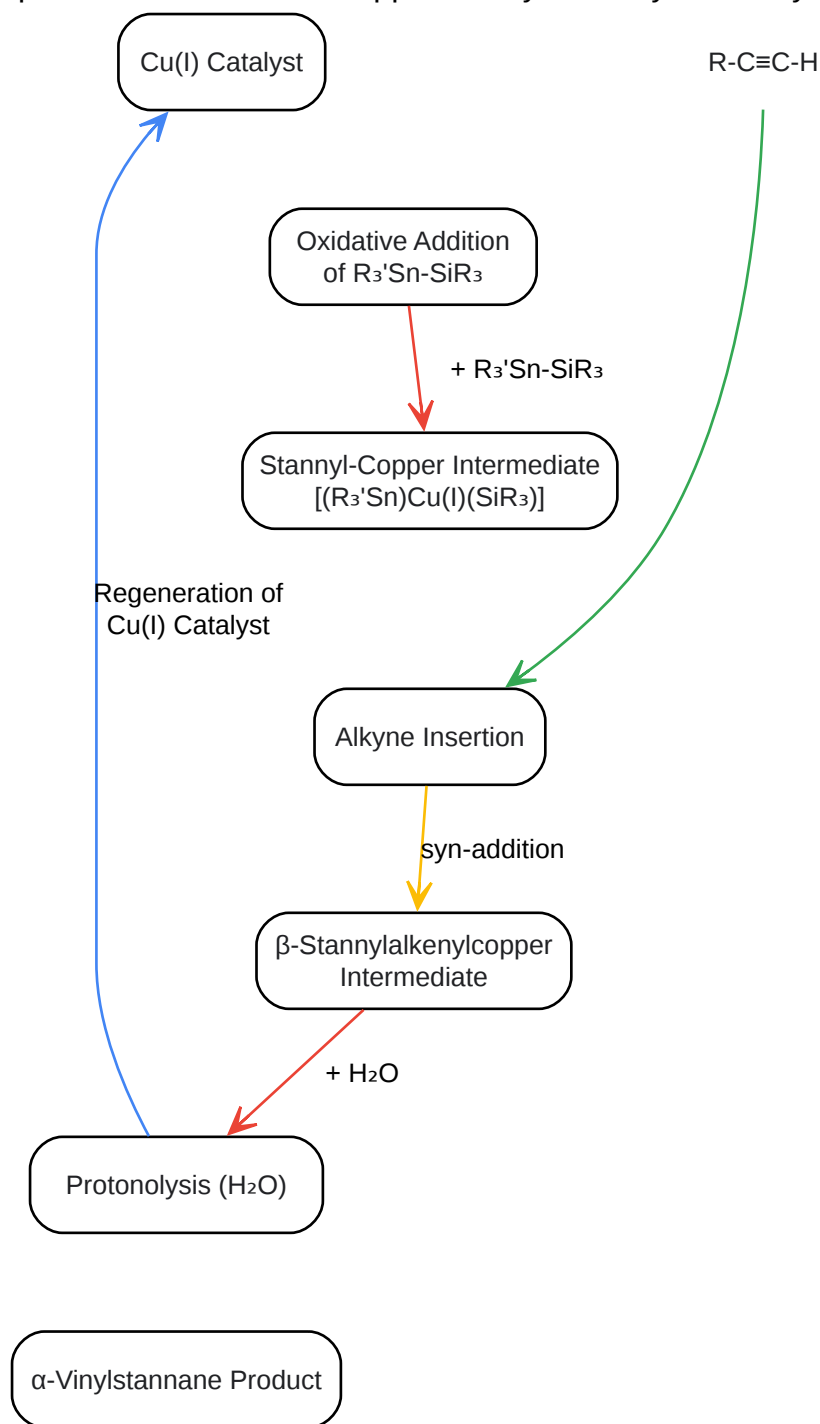 Cu(I) Catalyst
R-C≡C-H
Oxidative Addition
of R₃'Sn-SiR₃
+ R₃'Sn-SiR₃
Stannyl-Copper Intermediate
[(R₃'Sn)Cu(I)(SiR₃)]
Regeneration of
Cu(I) Catalyst
Alkyne Insertion
syn-addition
β-Stannylalkenylcopper
Intermediate
+ H₂O
Protonolysis (H₂O)
α-Vinylstannane Product